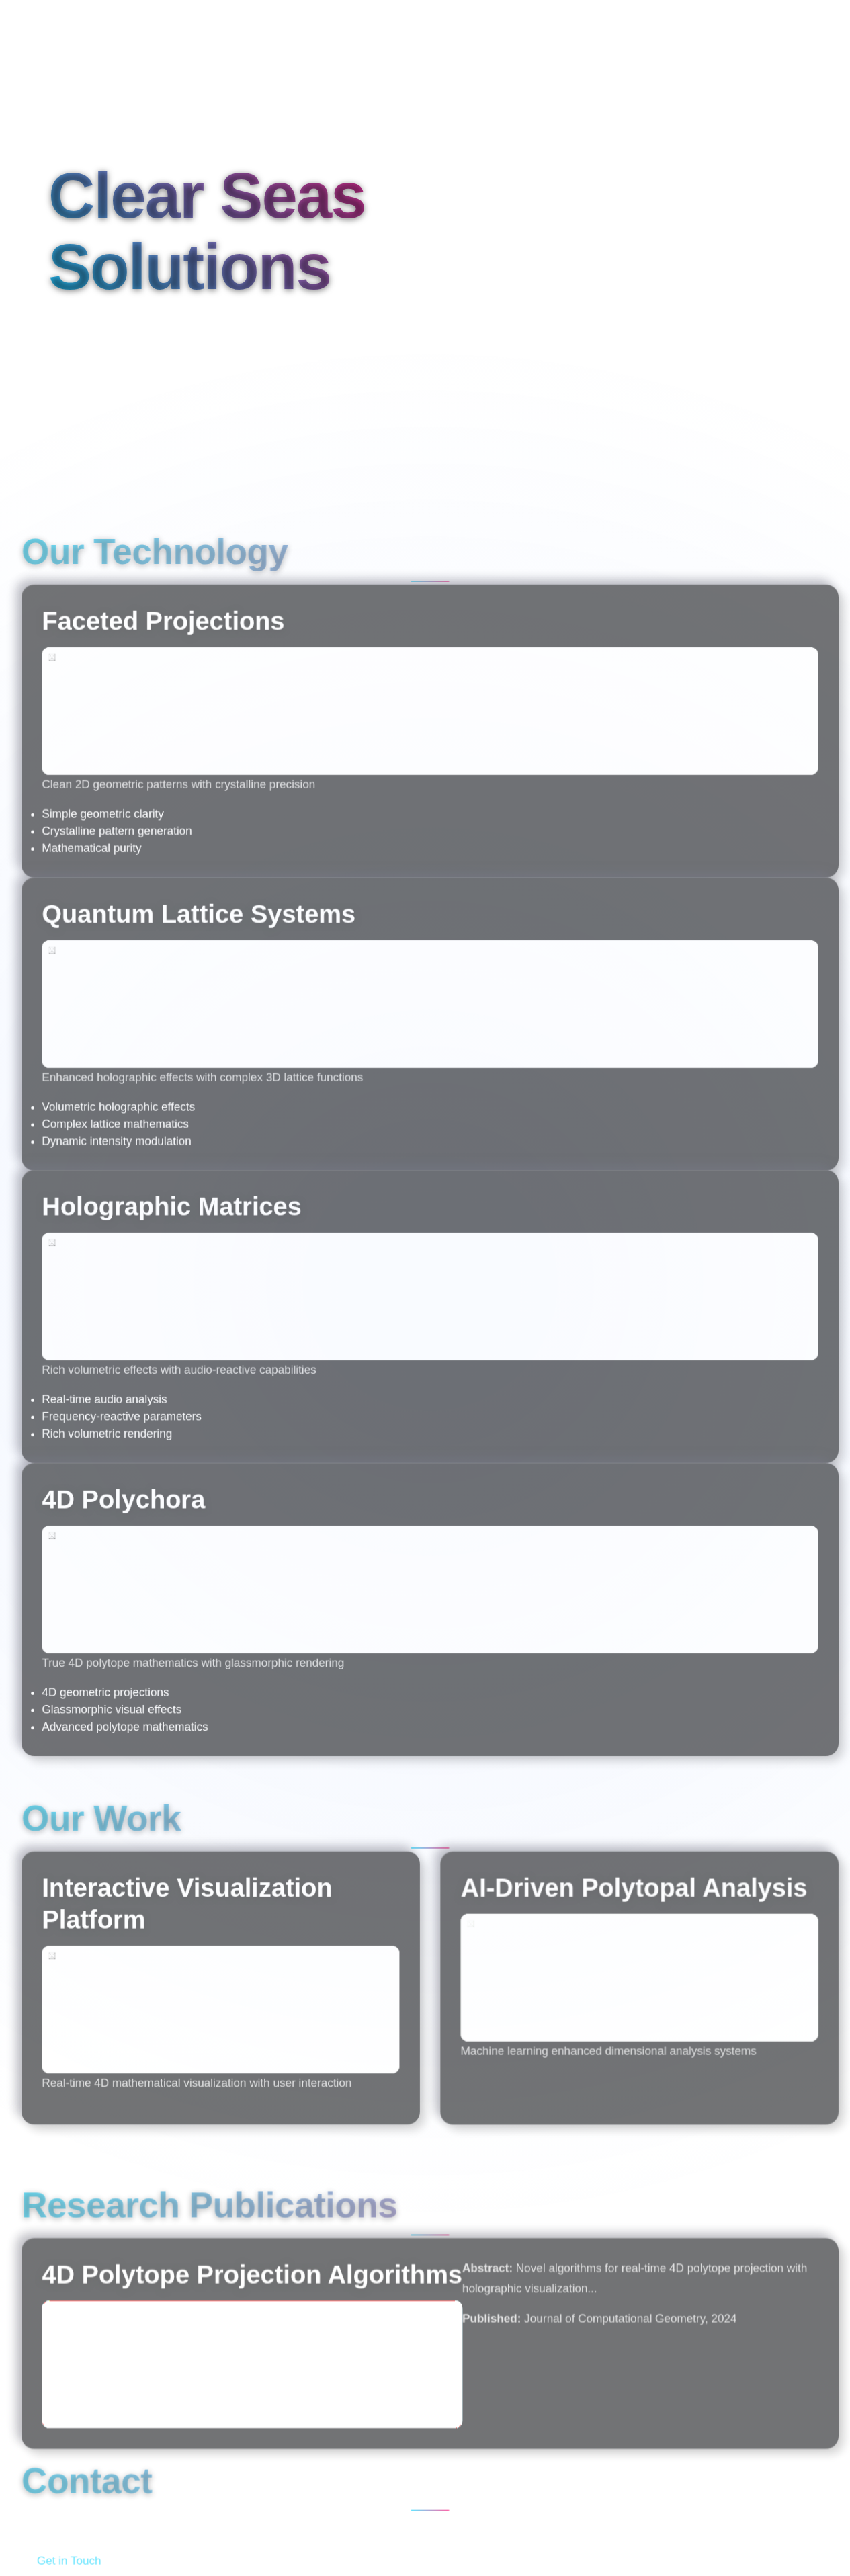 Clear Seas
Solutions
Our Technology
Faceted Projections
Clean 2D geometric patterns with crystalline precision
Simple geometric clarity
Crystalline pattern generation
Mathematical purity
Quantum Lattice Systems
Enhanced holographic effects with complex 3D lattice functions
Volumetric holographic effects
Complex lattice mathematics
Dynamic intensity modulation
Holographic Matrices
Rich volumetric effects with audio-reactive capabilities
Real-time audio analysis
Frequency-reactive parameters
Rich volumetric rendering
4D Polychora
True 4D polytope mathematics with glassmorphic rendering
4D geometric projections
Glassmorphic visual effects
Advanced polytope mathematics
Our Work
Interactive Visualization
Platform
Real-time 4D mathematical visualization with user interaction
AI-Driven Polytopal Analysis
Machine learning enhanced dimensional analysis systems
Research Publications
4D Polytope Projection Algorithms
Abstract: Novel algorithms for real-time 4D polytope projection with
holographic visualization...
Published: Journal of Computational Geometry, 2024
Contact
Get in Touch